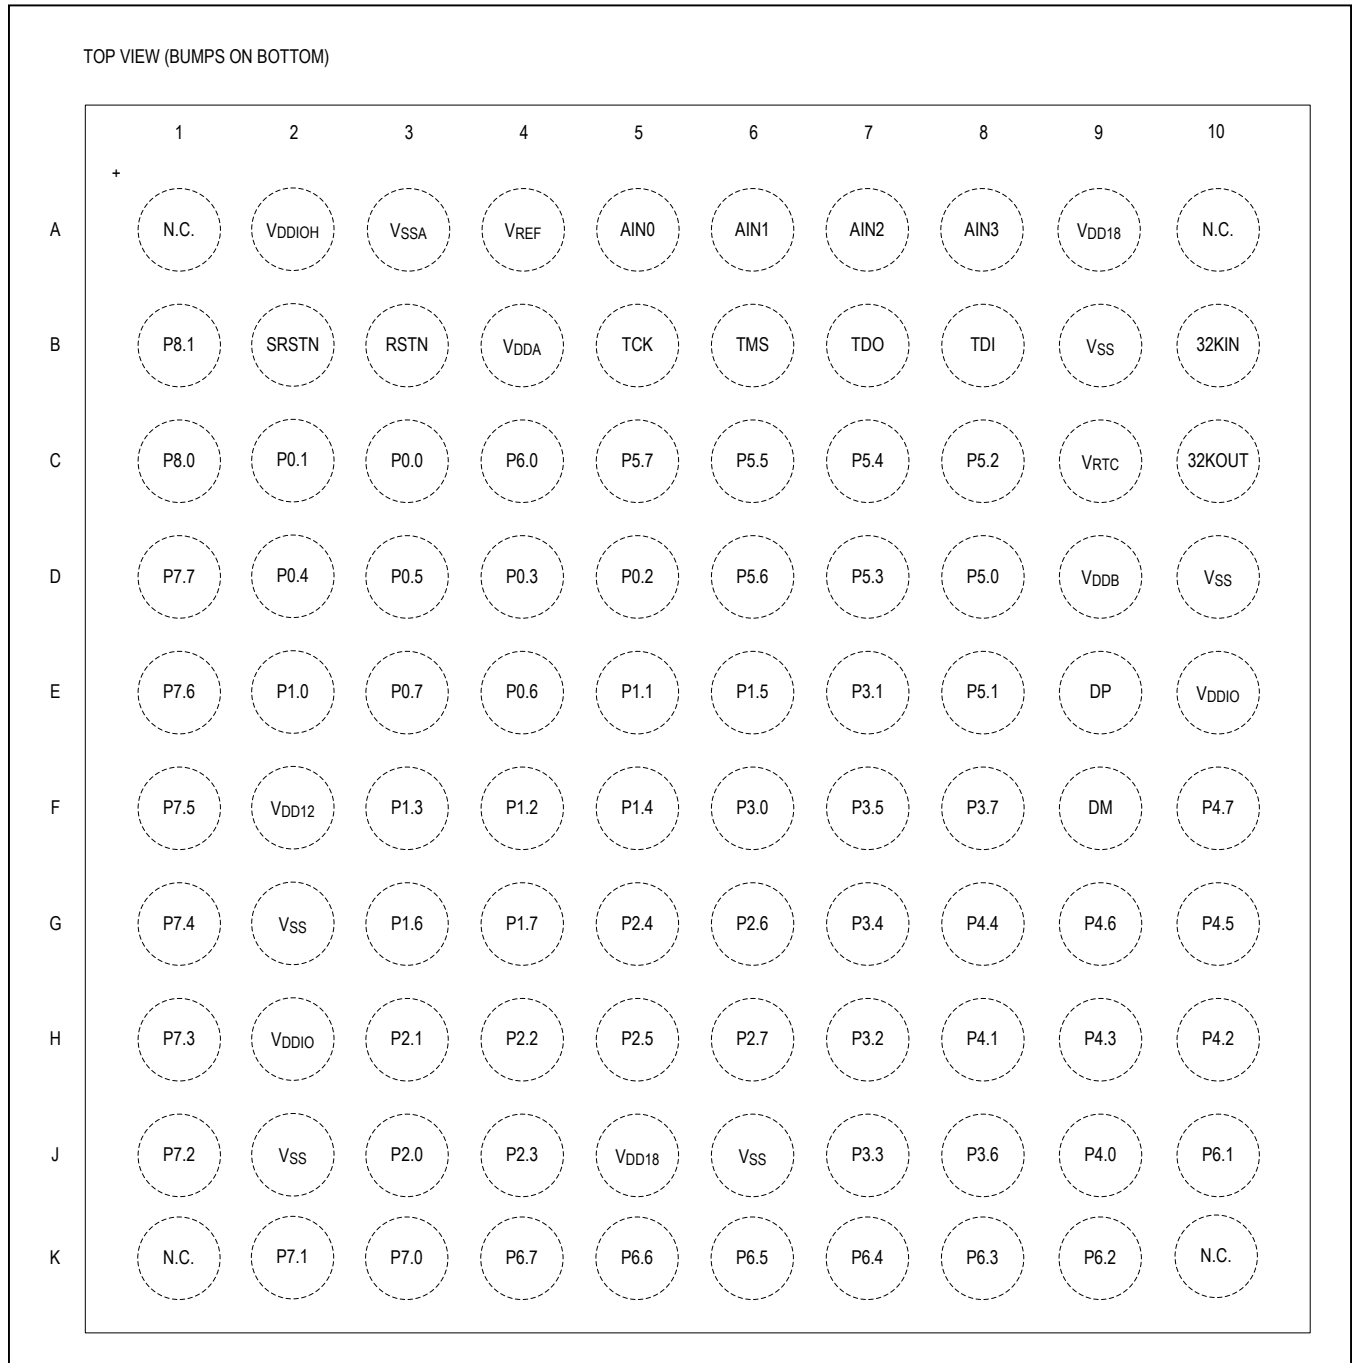 TOP VIEW (BUMPS ON BOTTOM)
1 2 3 4 5 6 7 8 9 10
+
A N.C. VDDIOH VSSA VREF AIN0 AIN1 AIN2 AIN3 VDD18 N.C.
B P8.1 SRSTN RSTN VDDA TCK TMS TDO TDI VSS 32KIN
C P8.0 P0.1 P0.0 P6.0 P5.7 P5.5 P5.4 P5.2 VRTC 32KOUT
D P7.7 P0.4 P0.5 P0.3 P0.2 P5.6 P5.3 P5.0 VDDB VSS
E P7.6 P1.0 P0.7 P0.6 P1.1 P1.5 P3.1 P5.1 DP VDDIO
F P7.5 VDD12 P1.3 P1.2 P1.4 P3.0 P3.5 P3.7 DM P4.7
G P7.4 VSS P1.6 P1.7 P2.4 P2.6 P3.4 P4.4 P4.6 P4.5
H P7.3 VDDIO P2.1 P2.2 P2.5 P2.7 P3.2 P4.1 P4.3 P4.2
J P7.2 VSS P2.0 P2.3 VDD18 VSS P3.3 P3.6 P4.0 P6.1
K N.C. P7.1 P7.0 P6.7 P6.6 P6.5 P6.4 P6.3 P6.2 N.C.